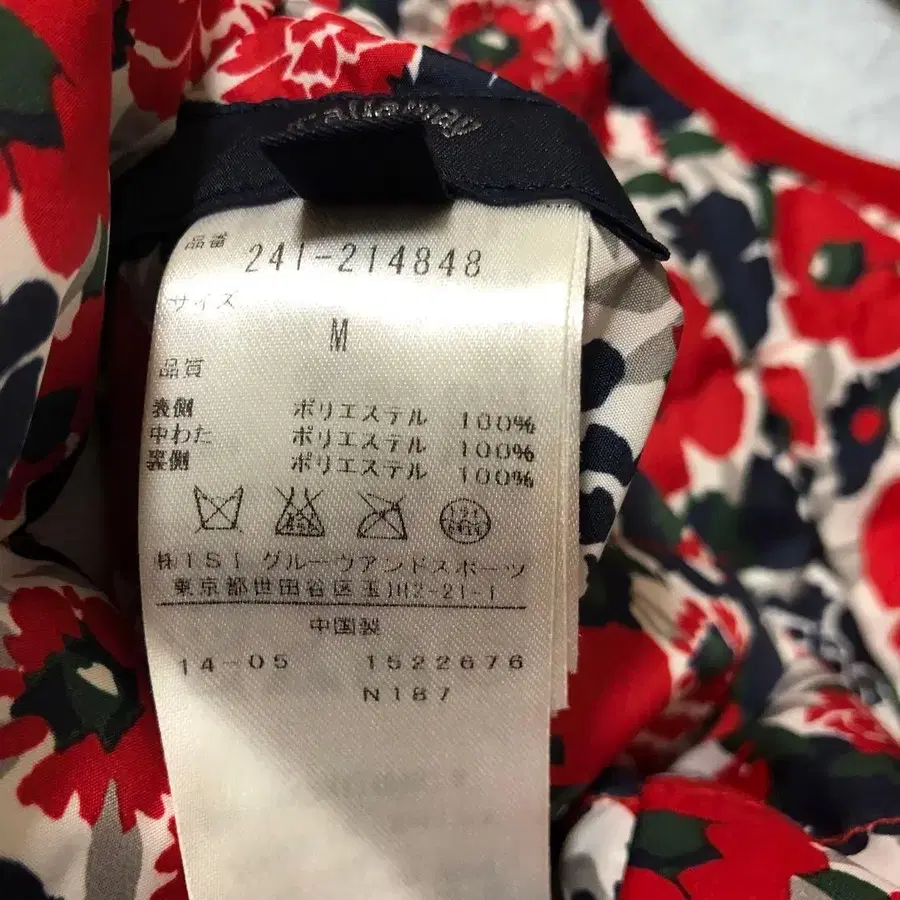 Callaway
品番
241-214848
サイズ
M
品質
表側 ポリエステル 100%
中わた ポリエステル 100%
裏側 ポリエステル 100%
㈱ISI グルーヴアンドスポーツ
東京都世田谷区玉川2-21-1
中国製
14-05 1522676
N187